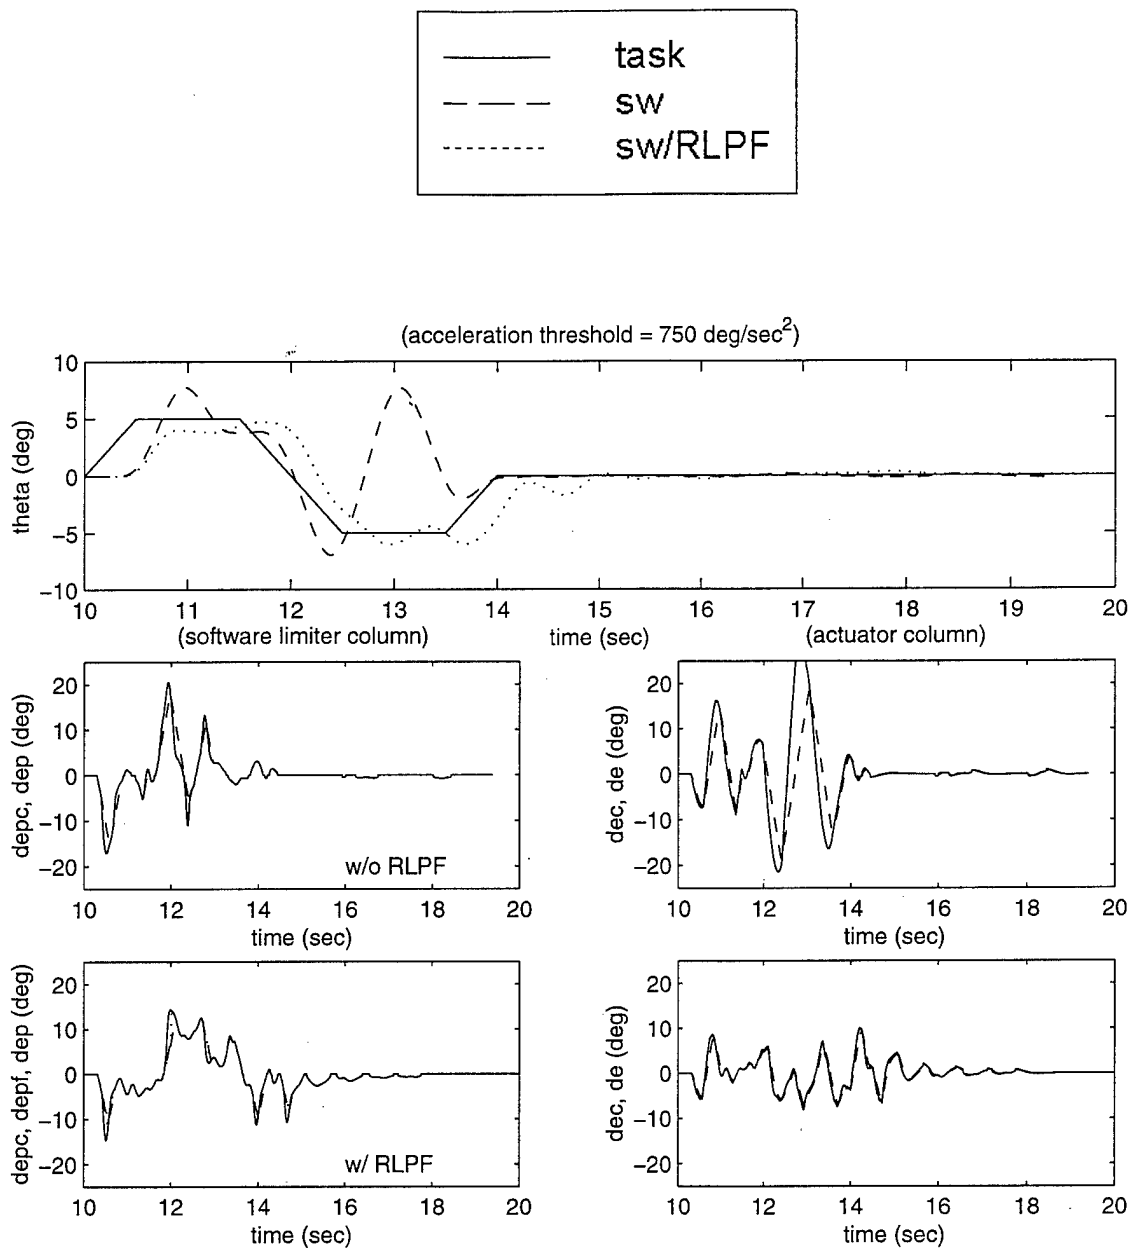 task
sw
sw/RLPF
(acceleration threshold = 750 deg/sec²)
theta (deg)
10
5
0
−5
−10
10 11 12 13 14 15 16 17 18 19 20
(software limiter column) time (sec) (actuator column)
depc, dep (deg)
20
10
0
−10
−20
w/o RLPF
10 12 14 16 18 20
time (sec)
dec, de (deg)
20
10
0
−10
−20
10 12 14 16 18 20
time (sec)
depc, depf, dep (deg)
20
10
0
−10
−20
w/ RLPF
10 12 14 16 18 20
time (sec)
dec, de (deg)
20
10
0
−10
−20
10 12 14 16 18 20
time (sec)